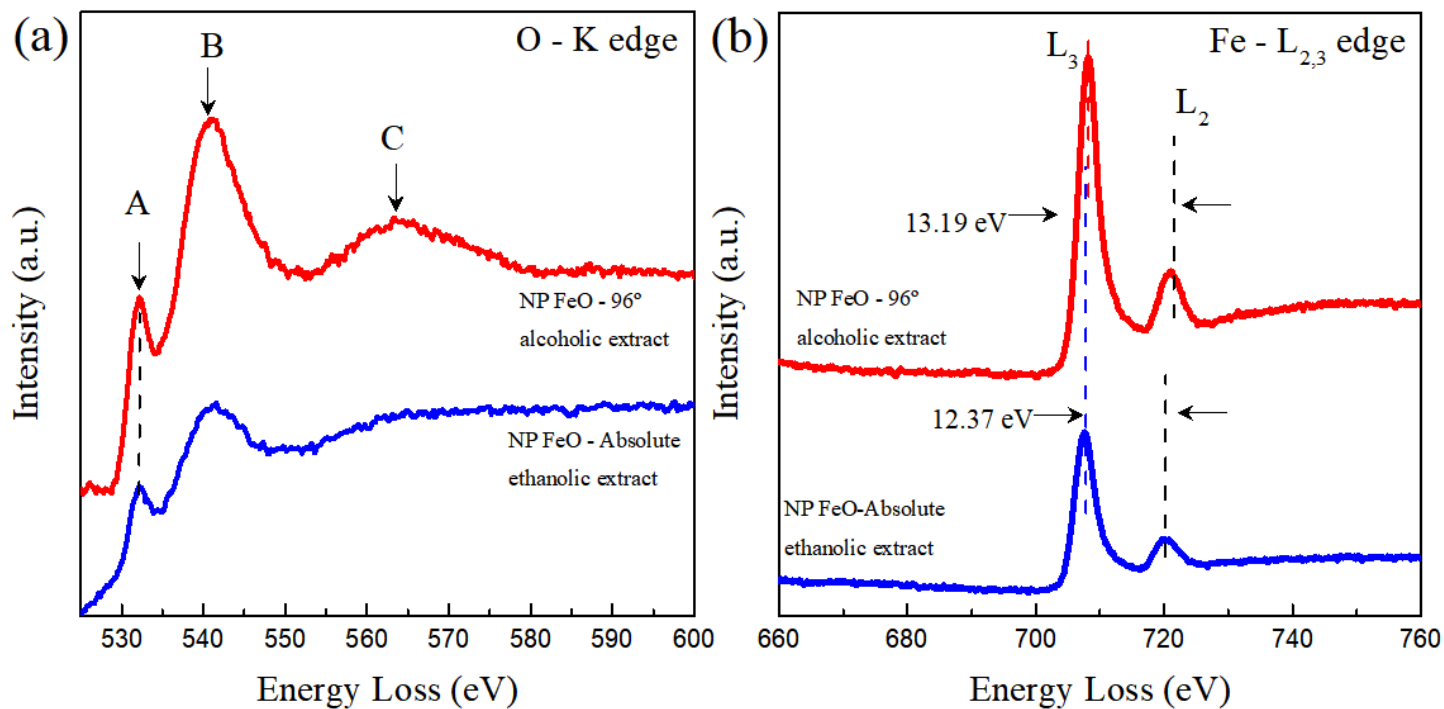 (a)
O - K edge
B
C
A
NP FeO - 96º
alcoholic extract
NP FeO - Absolute
ethanolic extract
Intensity (a.u.)
530 540 550 560 570 580 590 600
Energy Loss (eV)
(b)
Fe - L2,3 edge
L3
L2
13.19 eV
NP FeO - 96º
alcoholic extract
12.37 eV
NP FeO-Absolute
ethanolic extract
Intensity (a.u.)
660 680 700 720 740 760
Energy Loss (eV)